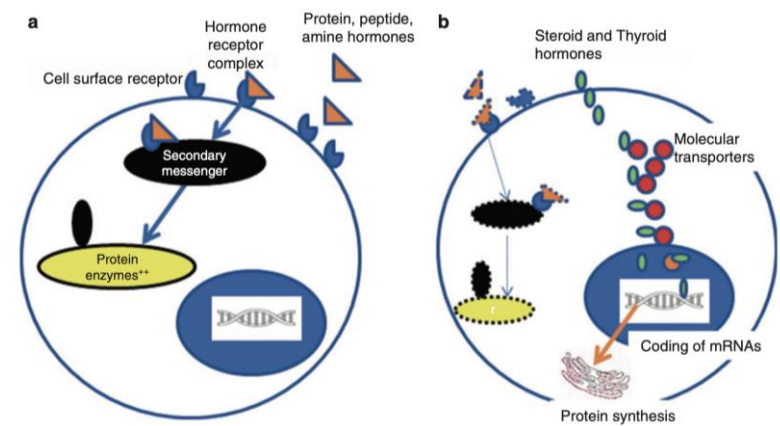 a
Hormone
receptor
complex
Protein, peptide,
amine hormones
Cell surface receptor
Secondary
messenger
Protein
enzymes++
b
Steroid and Thyroid
hormones
Molecular
transporters
r
Coding of mRNAs
Protein synthesis